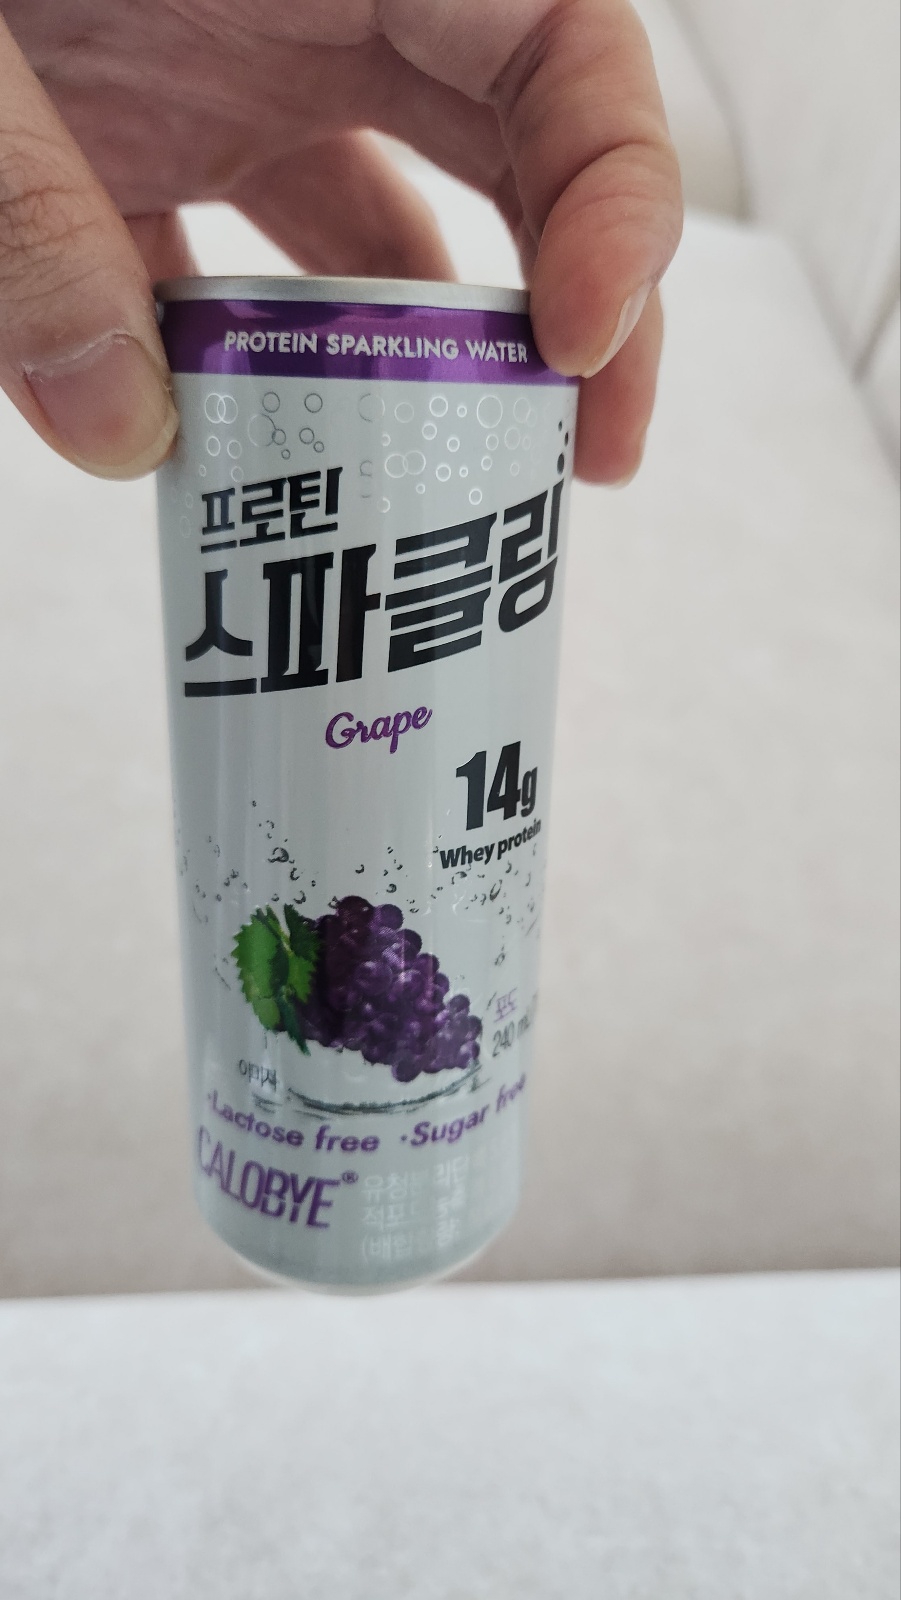 PROTEIN SPARKLING WATER
프로틴
스파클링
Grape
14g
Whey protein
포도
240 mL
이미지
·Lactose free ·Sugar free
CALOBYE®